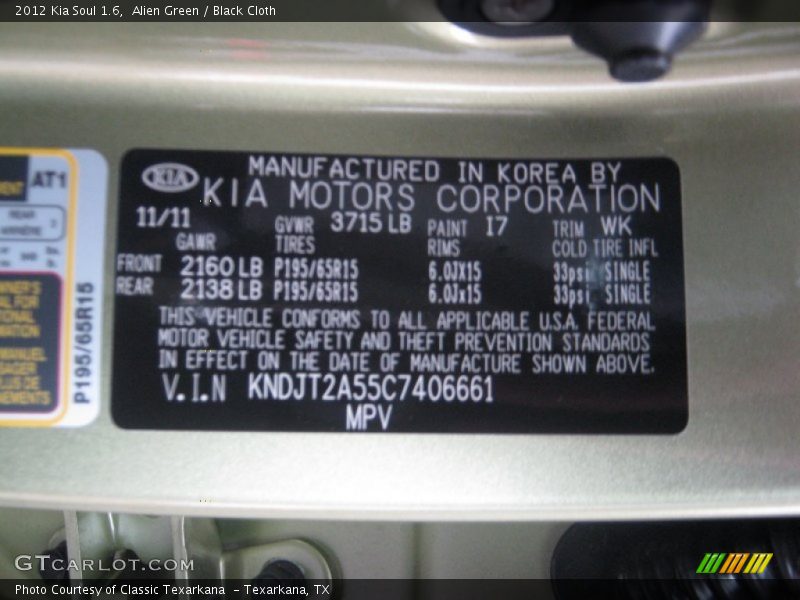 2012 Kia Soul 1.6,  Alien Green / Black Cloth
KIA
MANUFACTURED IN KOREA BY
KIA MOTORS CORPORATION
11/11 GVWR 3715 LB PAINT I7 TRIM WK
GAWR TIRES RIMS COLD TIRE INFL
FRONT 2160 LB P195/65R15 6.0JX15 33psi SINGLE
REAR 2138 LB P195/65R15 6.0Jx15 33psi SINGLE
THIS VEHICLE CONFORMS TO ALL APPLICABLE U.S.A. FEDERAL
MOTOR VEHICLE SAFETY AND THEFT PREVENTION STANDARDS
IN EFFECT ON THE DATE OF MANUFACTURE SHOWN ABOVE.
V.I.N KNDJT2A55C7406661
MPV
AT1
REAR
P195/65R15
GTCARLOT.COM
Photo Courtesy of Classic Texarkana  - Texarkana, TX